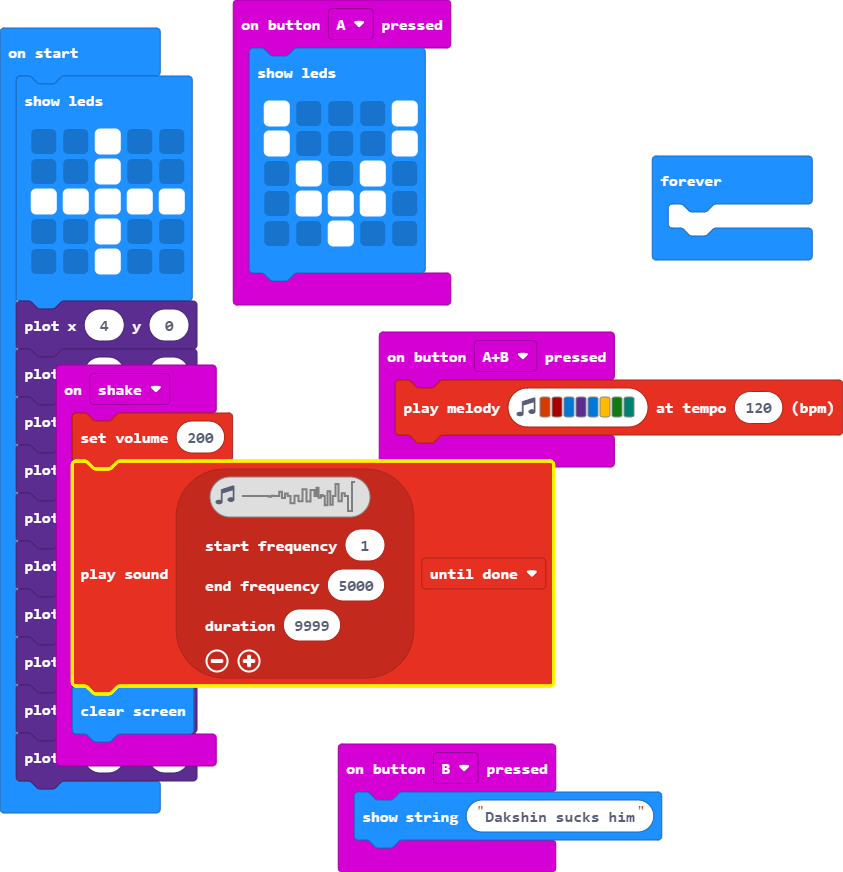 on start
show leds
plot x 4 y 0
plot
plot
plot
plot
plot
plot
plot
plot
plot
on button A pressed
show leds
forever
on button A+B pressed
play melody at tempo 120 (bpm)
on shake
set volume 200
play sound
start frequency 1
end frequency 5000
duration 9999
until done
clear screen
on button B pressed
show string "Dakshin sucks him"